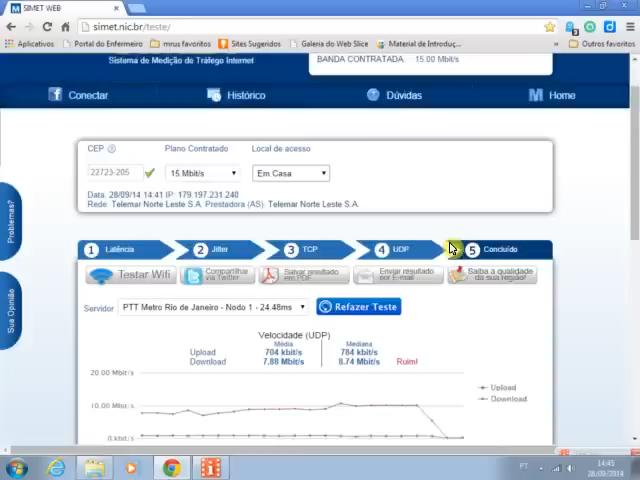 SIMET WEB
simet.nic.br/teste/
Aplicativos
Portal do Enfermeiro
mrus favoritos
Sites Sugeridos
Galeria do Web Slice
Material de Introduç...
»
Outros favoritos
Sistema de Medição do Tráfego Internet
BANDA CONTRATADA 15.00 Mbit/s
Conectar
Histórico
Dúvidas
Home
CEP
Plano Contratado
Local de acesso
22723-205
15 Mbit/s
Em Casa
Data: 28/09/14 14:41 IP: 179.197.231.240
Rede: Telemar Norte Leste S.A. Prestadora (AS): Telemar Norte Leste S.A.
Problemas?
Sua Opinião
1 Latência
2 Jitter
3 TCP
4 UDP
5 Concluído
Testar Wifi
Compartilhar via Twitter
Salvar resultado em PDF
Enviar resultado por E-mail
Saiba a qualidade da sua região!
Servidor
PTT Metro Rio de Janeiro - Nodo 1 - 24.48ms
Refazer Teste
Velocidade (UDP)
Média
Mediana
Upload 704 kbit/s 784 kbit/s
Download 7.88 Mbit/s 8.74 Mbit/s Ruim!
20.00 Mbit/s
10.00 Mbit/s
0 kbit/s
Upload
Download
PT
14:45
28/09/2014